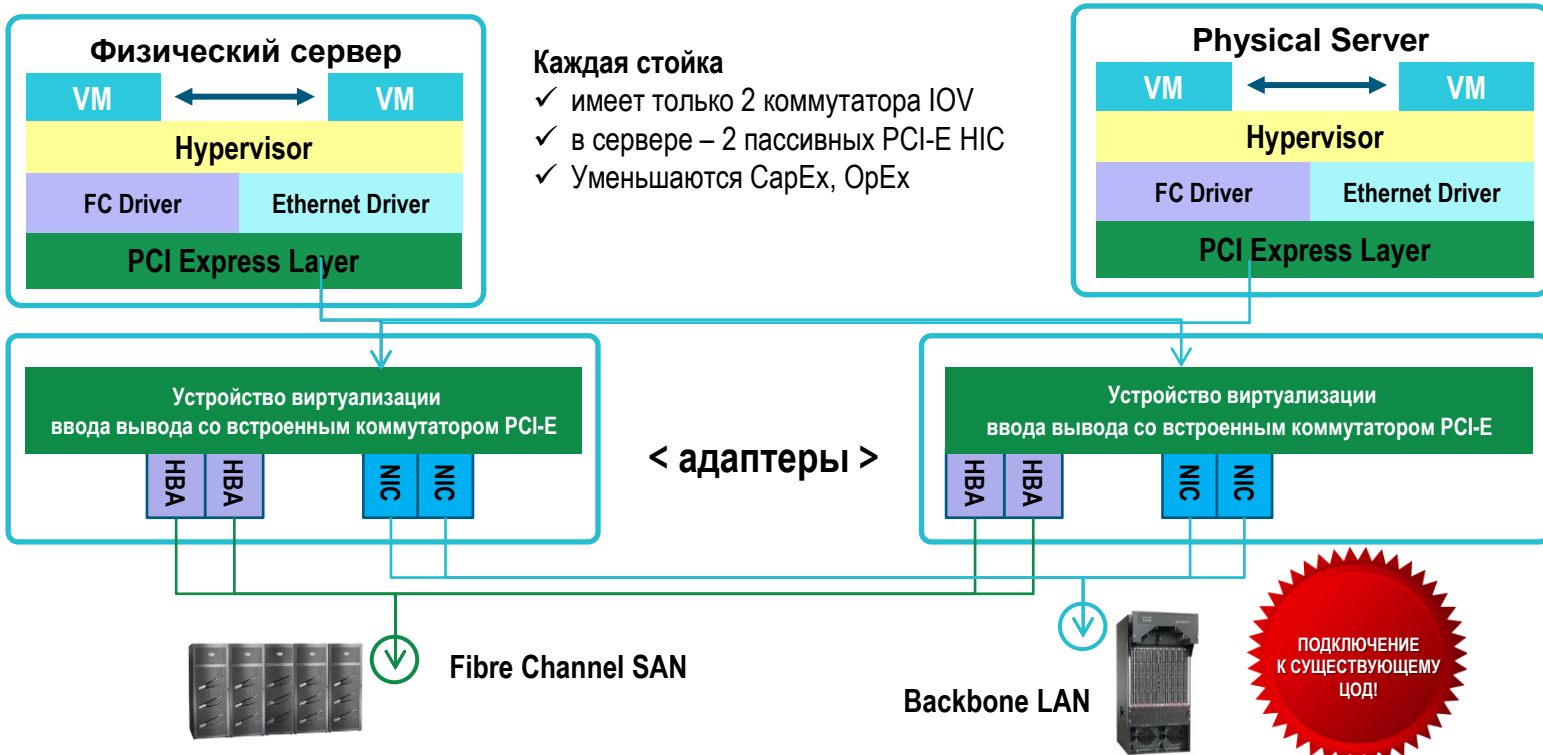 Физический сервер
VM
VM
Hypervisor
FC Driver
Ethernet Driver
PCI Express Layer
Каждая стойка
✓ имеет только 2 коммутатора IOV
✓ в сервере – 2 пассивных PCI-E HIC
✓ Уменьшаются CapEx, OpEx
Physical Server
VM
VM
Hypervisor
FC Driver
Ethernet Driver
PCI Express Layer
Устройство виртуализации
ввода вывода со встроенным коммутатором PCI-E
HBA
HBA
NIC
NIC
< адаптеры >
Устройство виртуализации
ввода вывода со встроенным коммутатором PCI-E
HBA
HBA
NIC
NIC
Fibre Channel SAN
Backbone LAN
ПОДКЛЮЧЕНИЕ
К СУЩЕСТВУЮЩЕМУ
ЦОД!